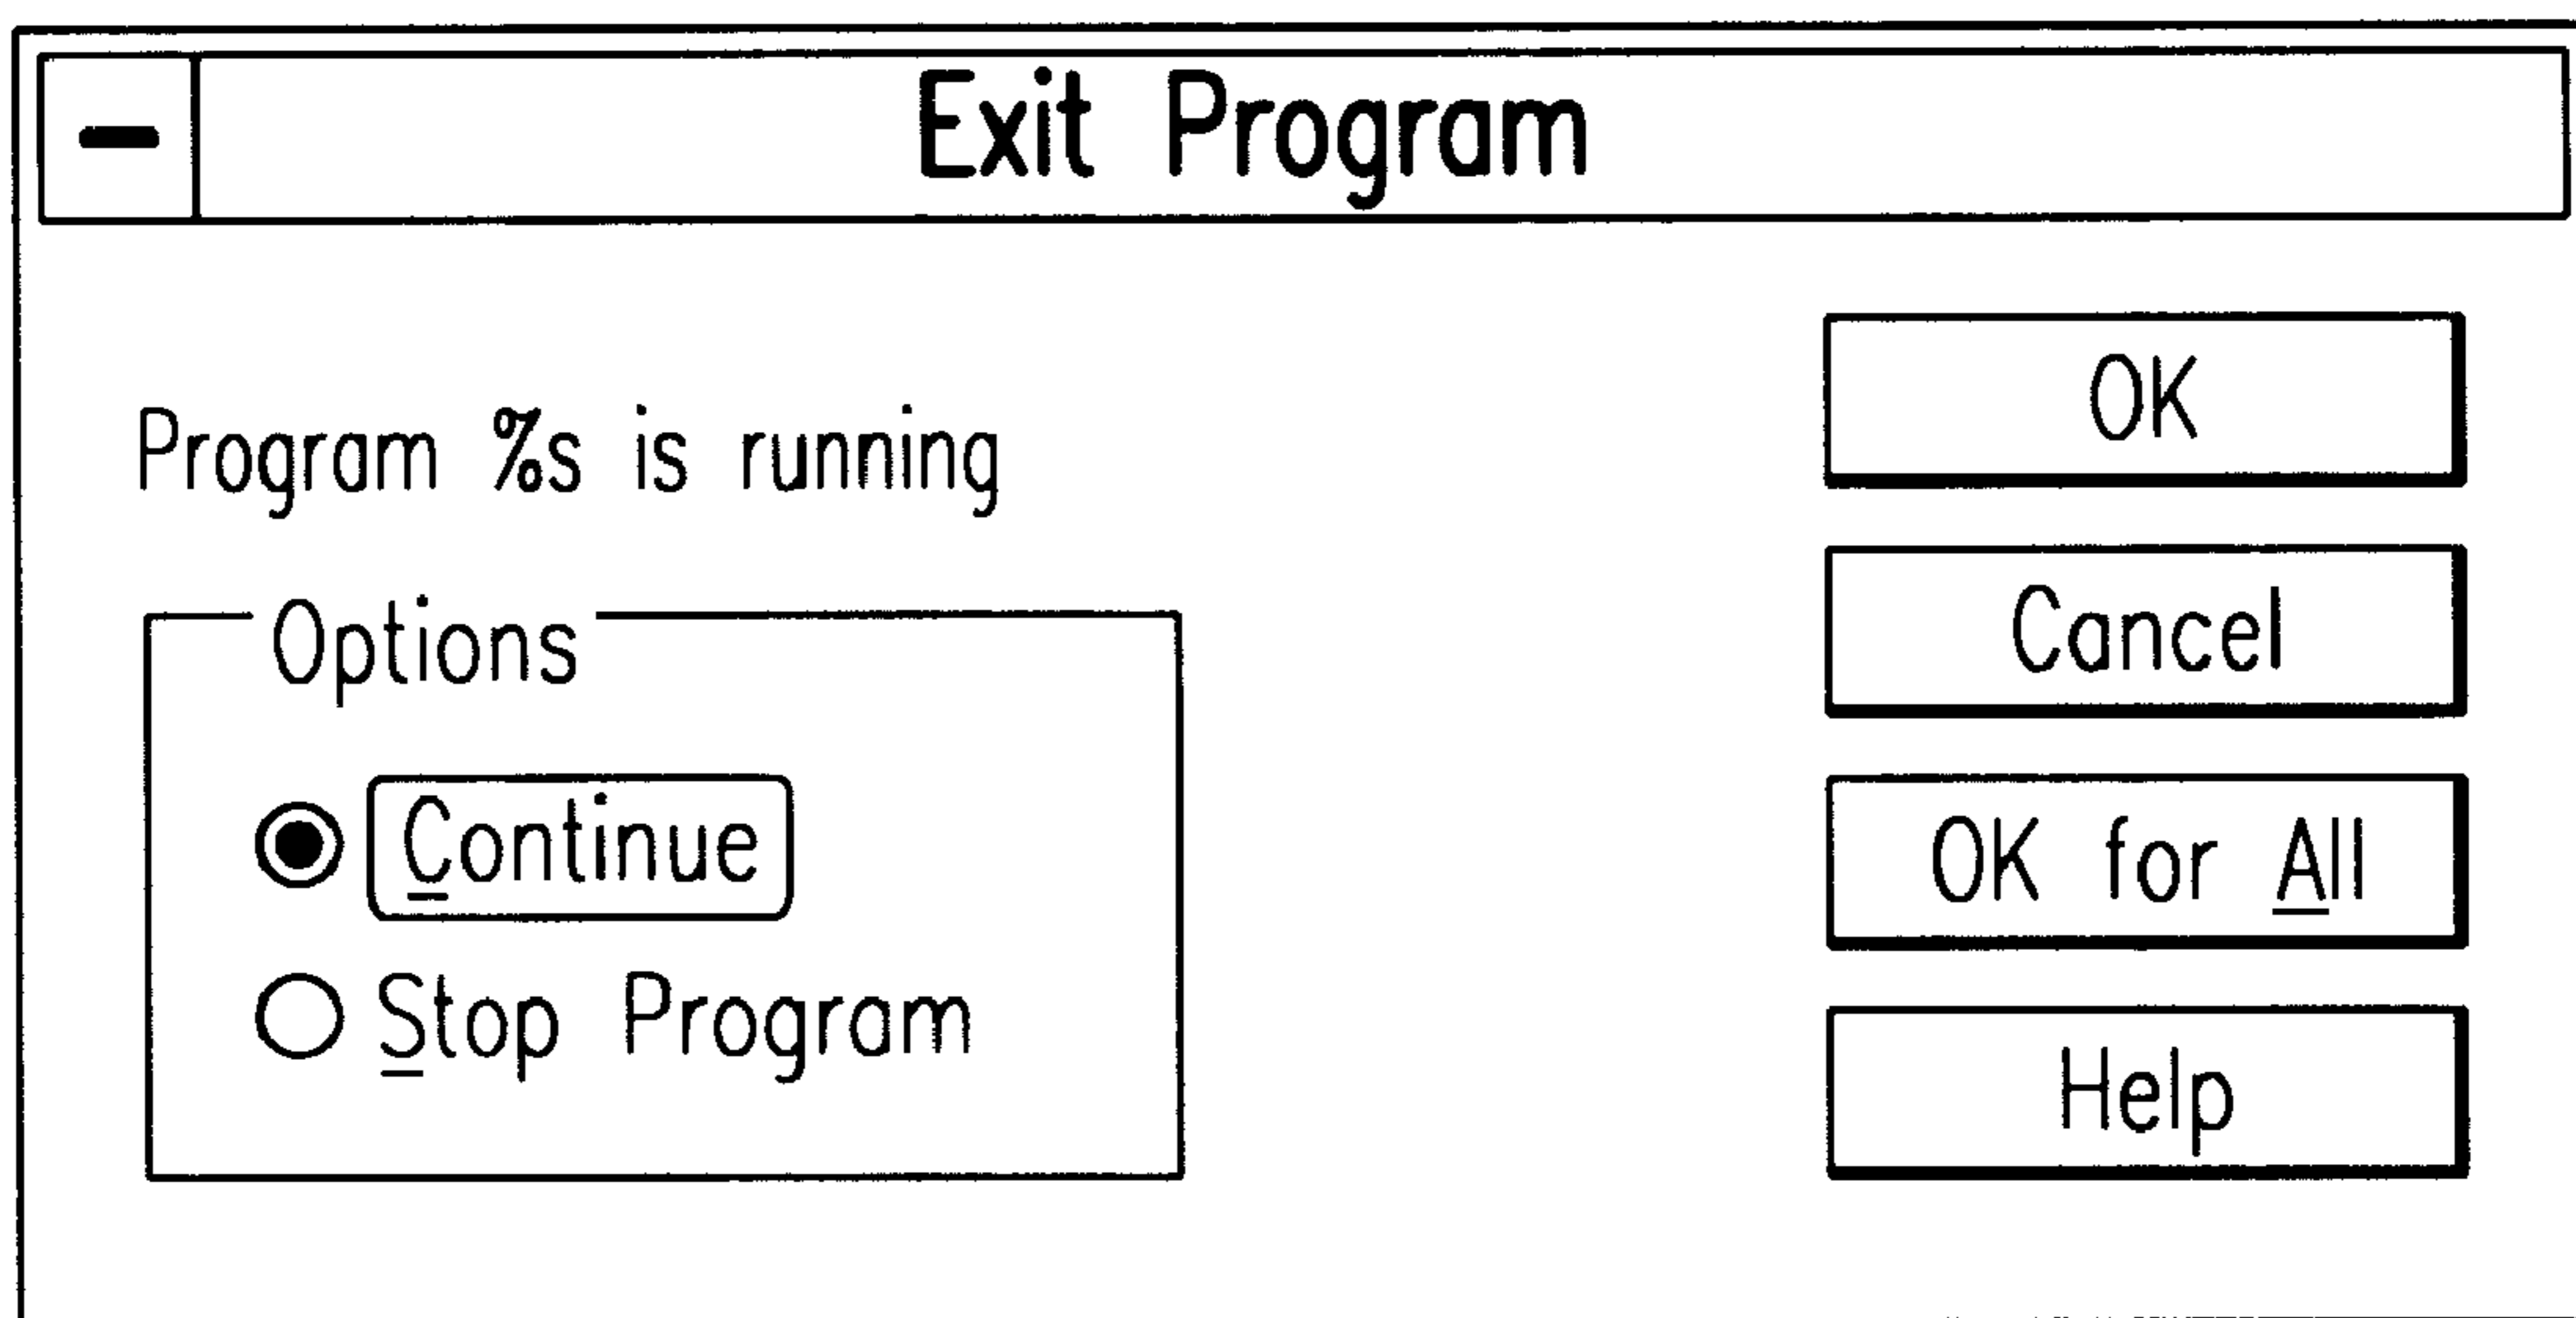 Exit Program
Program %s is running
Options
Continue
Stop Program
OK
Cancel
OK for All
Help